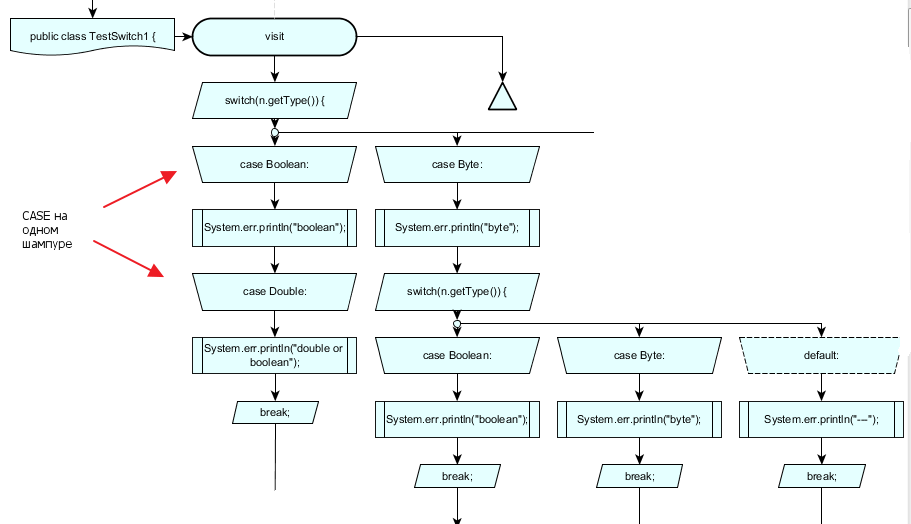 public class TestSwitch1 {
visit
switch(n.getType()) {
case Boolean:
case Byte:
CASE на
одном
шампуре
System.err.println("boolean");
System.err.println("byte");
case Double:
switch(n.getType()) {
System.err.println("double or
boolean");
case Boolean:
case Byte:
default:
break;
System.err.println("boolean");
System.err.println("byte");
System.err.println("---");
break;
break;
break;